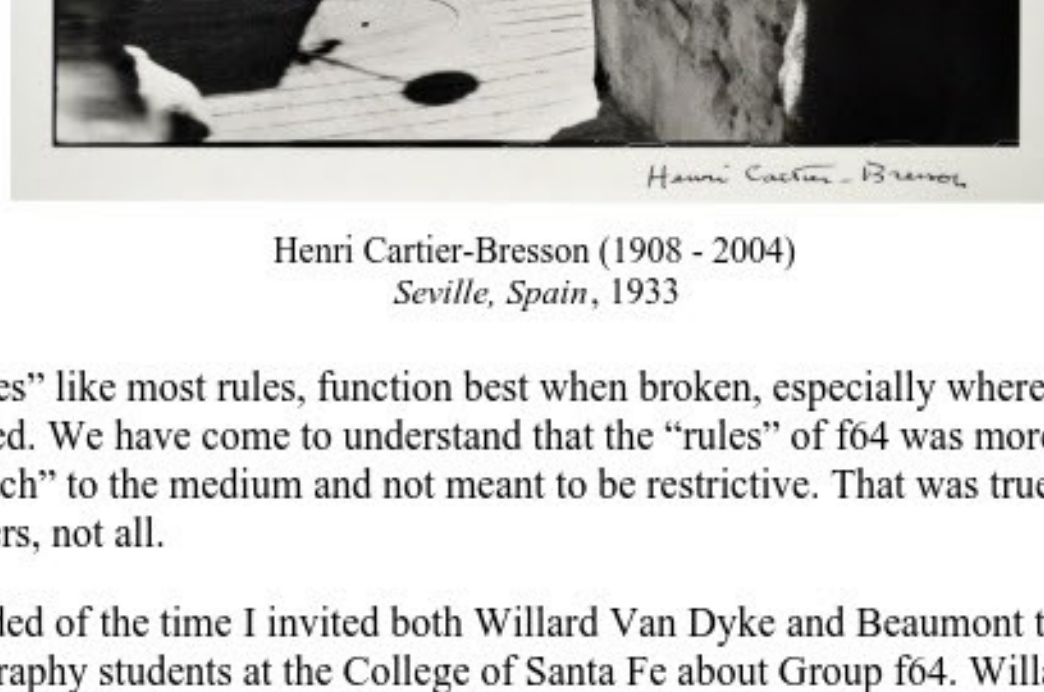 Henri Cartier-Bresson
Henri Cartier-Bresson (1908 - 2004)
Seville, Spain, 1933
es” like most rules, function best when broken, especially where
ed. We have come to understand that the “rules” of f64 was more
ch” to the medium and not meant to be restrictive. That was true
rs, not all.
led of the time I invited both Willard Van Dyke and Beaumont t
raphy students at the College of Santa Fe about Group f64. Willa